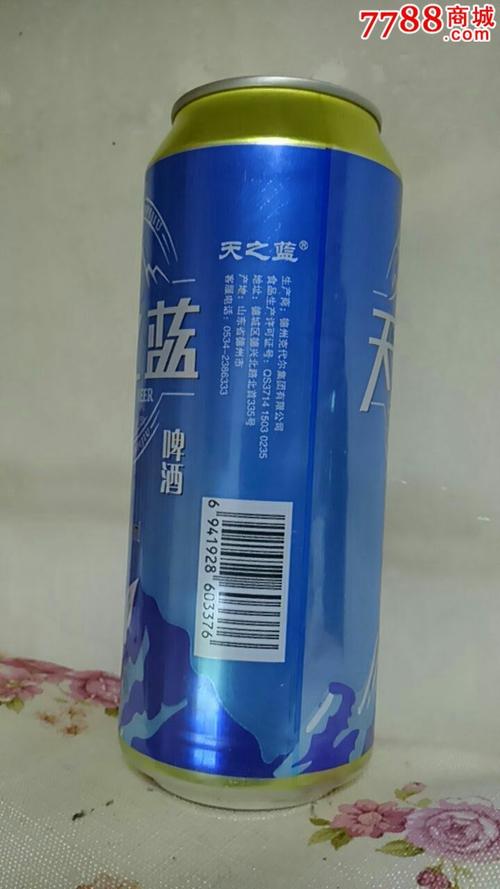 7788商城
天之蓝®
生产商：德州克代尔集团有限公司
食品生产许可证号：QS3714 1503 0235
地址：德城区德兴北路北首335号
产地：山东省德州市
客服电话：0534-2386333
蓝
啤酒
天
6 941928 603376